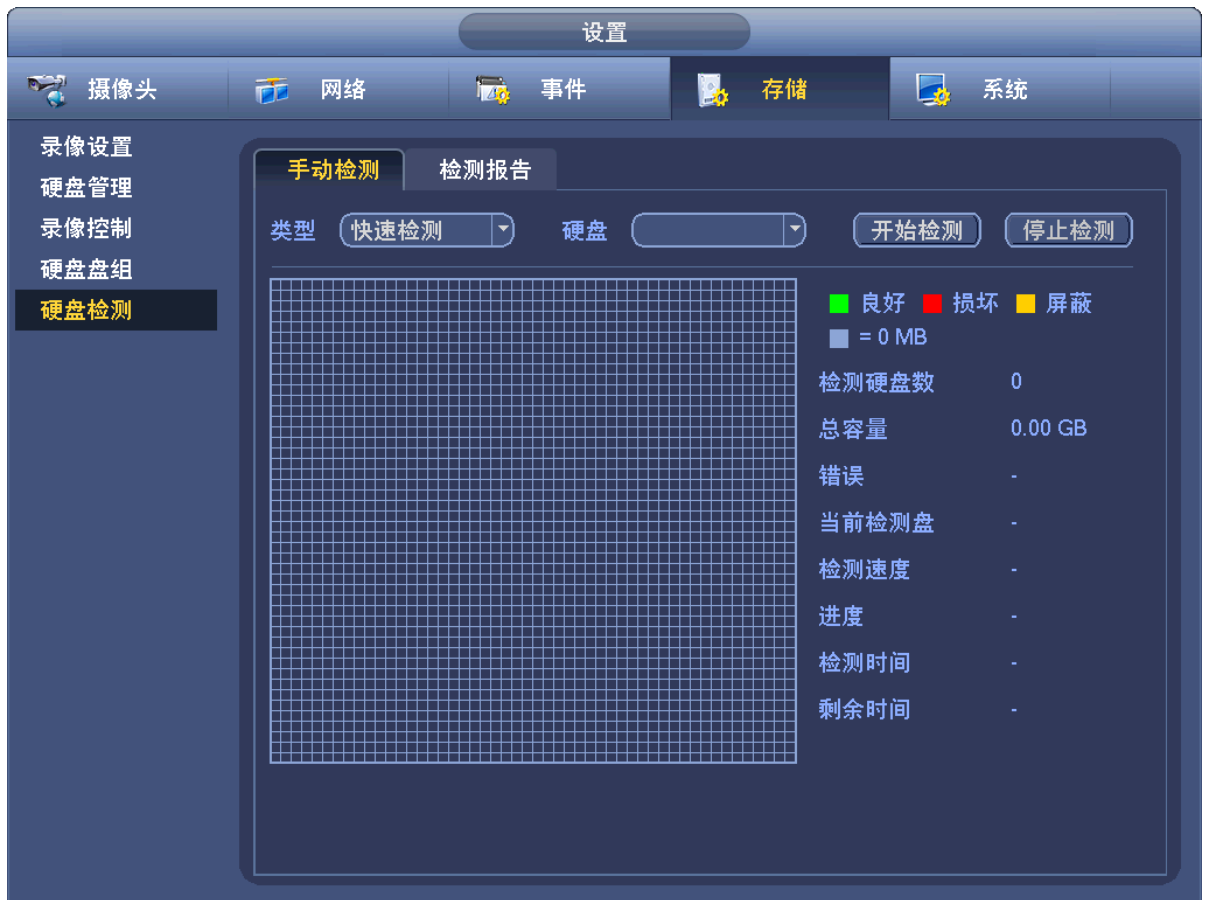 设置
摄像头 网络 事件 存储 系统
录像设置
硬盘管理
录像控制
硬盘盘组
硬盘检测
手动检测 检测报告
类型 快速检测 硬盘 开始检测 停止检测
良好 损坏 屏蔽
= 0 MB
检测硬盘数 0
总容量 0.00 GB
错误 -
当前检测盘 -
检测速度 -
进度 -
检测时间 -
剩余时间 -